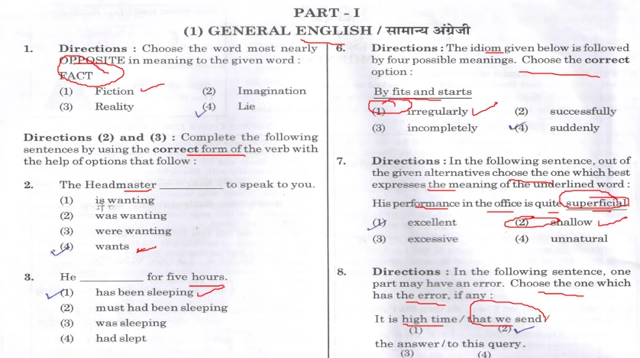 PART - I
(1) GENERAL ENGLISH / सामान्य अंग्रेजी
1. Directions : Choose the word most nearly
OPPOSITE in meaning to the given word :
FACT
(1) Fiction (2) Imagination
(3) Reality (4) Lie
Directions (2) and (3) : Complete the following
sentences by using the correct form of the verb with
the help of options that follow :
2. The Headmaster __________ to speak to you.
(1) is wanting
(2) was wanting
(3) were wanting
(4) wants
3. He __________ for five hours.
(1) has been sleeping
(2) must had been sleeping
(3) was sleeping
(4) had slept
6. Directions : The idiom given below is followed
by four possible meanings. Choose the correct
option :
By fits and starts
(1) irregularly (2) successfully
(3) incompletely (4) suddenly
7. Directions : In the following sentence, out of
the given alternatives choose the one which best
expresses the meaning of the underlined word :
His performance in the office is quite superficial
(1) excellent (2) shallow
(3) excessive (4) unnatural
8. Directions : In the following sentence, one
part may have an error. Choose the one which
has the error, if any :
It is high time / that we send /
(1) (2)
the answer / to this query.
(3) (4)